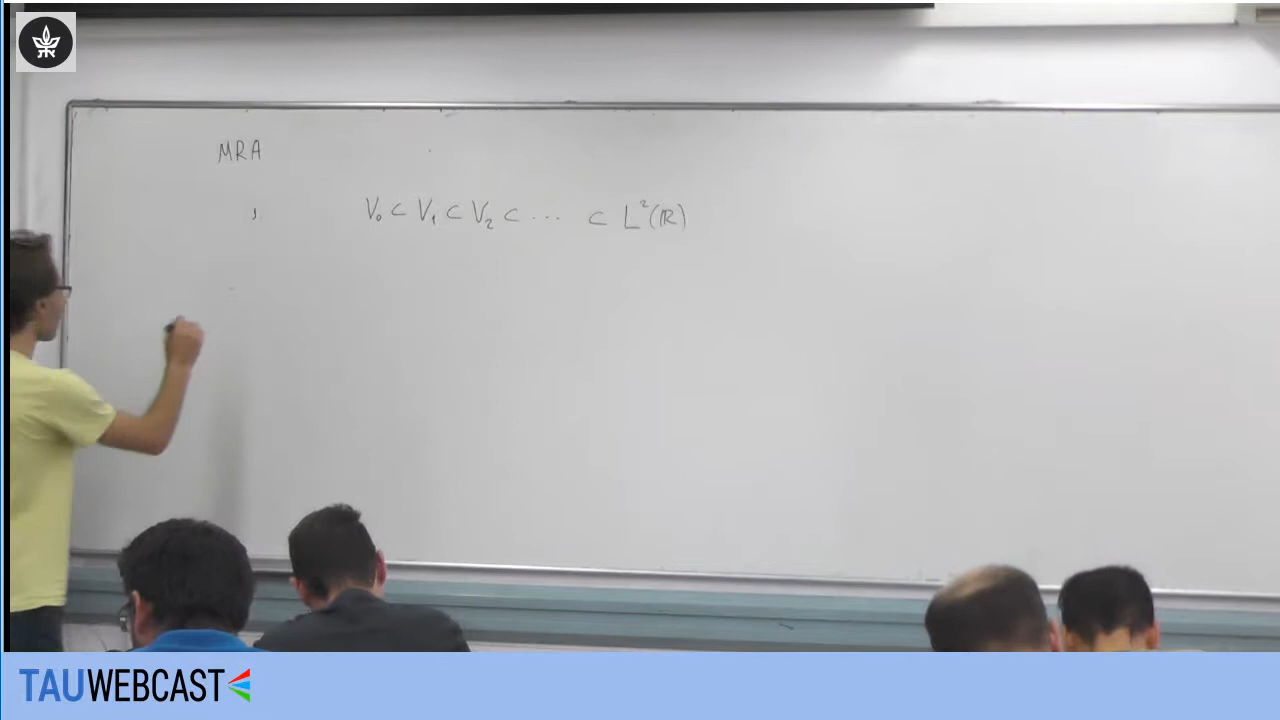 MRA
V₀ ⊂ V₁ ⊂ V₂ ⊂ ... ⊂ L²(ℝ)
TAUWEBCAST